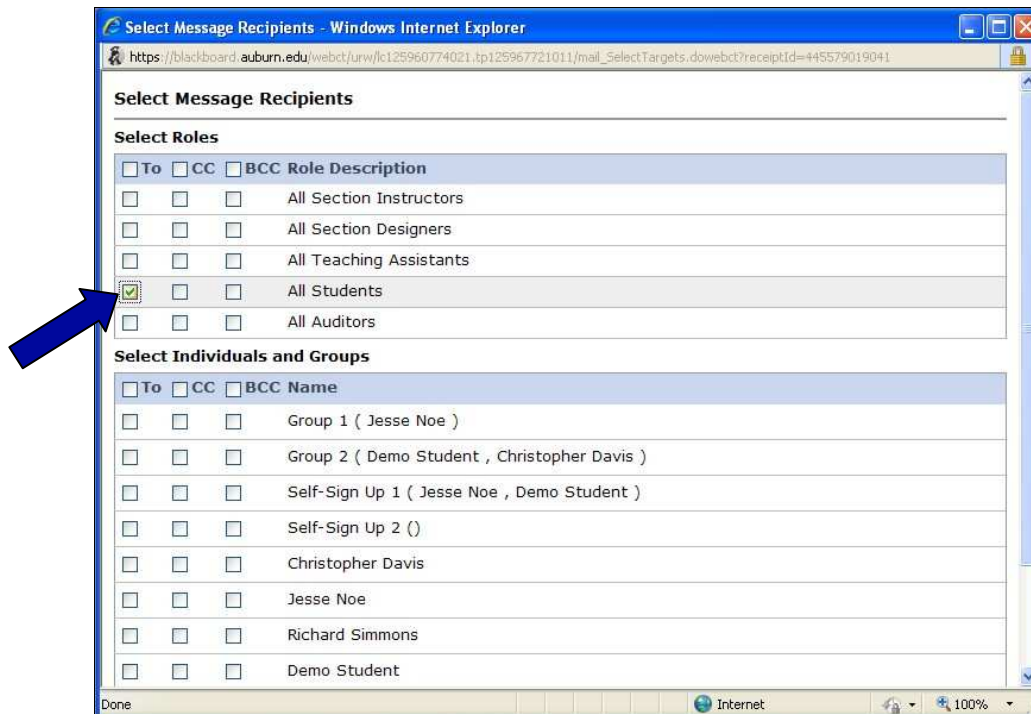 Select Message Recipients - Windows Internet Explorer
https://blackboard.auburn.edu/webct/urw/lc125960774021.tp125967721011/mail_SelectTargets.dowebct?receiptId=445579019041
Select Message Recipients
Select Roles
To CC BCC Role Description
All Section Instructors
All Section Designers
All Teaching Assistants
All Students
All Auditors
Select Individuals and Groups
To CC BCC Name
Group 1 ( Jesse Noe )
Group 2 ( Demo Student , Christopher Davis )
Self-Sign Up 1 ( Jesse Noe , Demo Student )
Self-Sign Up 2 ()
Christopher Davis
Jesse Noe
Richard Simmons
Demo Student
Done Internet 100%